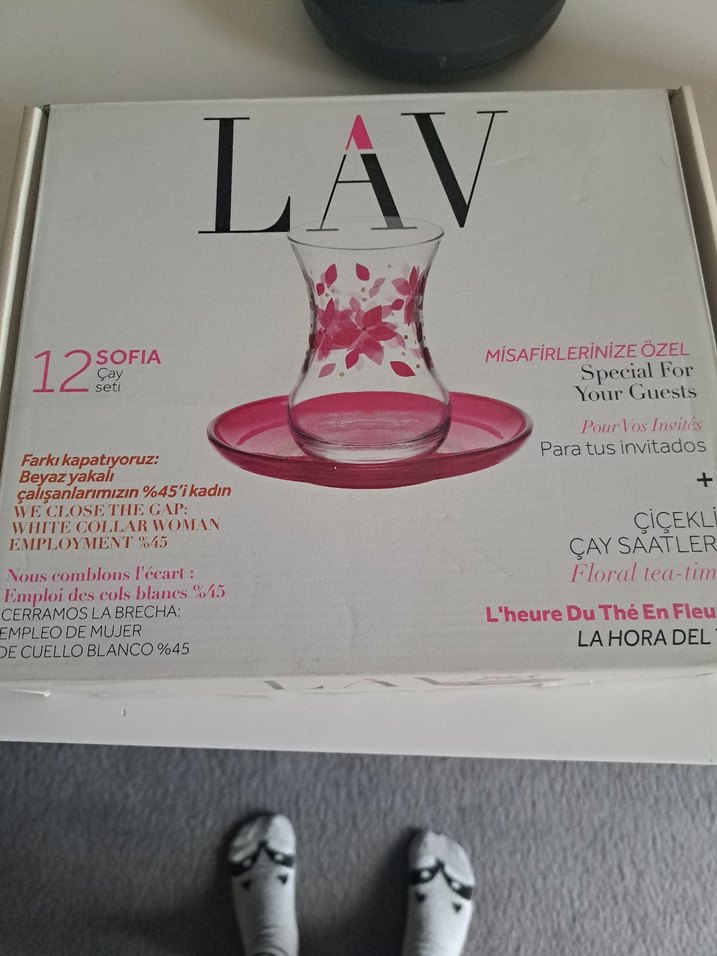 LAV
12 SOFIA
Çay
seti
MİSAFİRLERİNİZE ÖZEL
Special For
Your Guests
Pour Vos Invités
Para tus invitados
+
ÇİÇEKLİ
ÇAY SAATLER
Floral tea-tim
L'heure Du Thé En Fleu
LA HORA DEL
Farkı kapatıyoruz:
Beyaz yakalı
çalışanlarımızın %45'i kadın
WE CLOSE THE GAP:
WHITE COLLAR WOMAN
EMPLOYMENT %45
Nous comblons l'écart :
Emploi des cols blancs %45
CERRAMOS LA BRECHA:
EMPLEO DE MUJER
DE CUELLO BLANCO %45